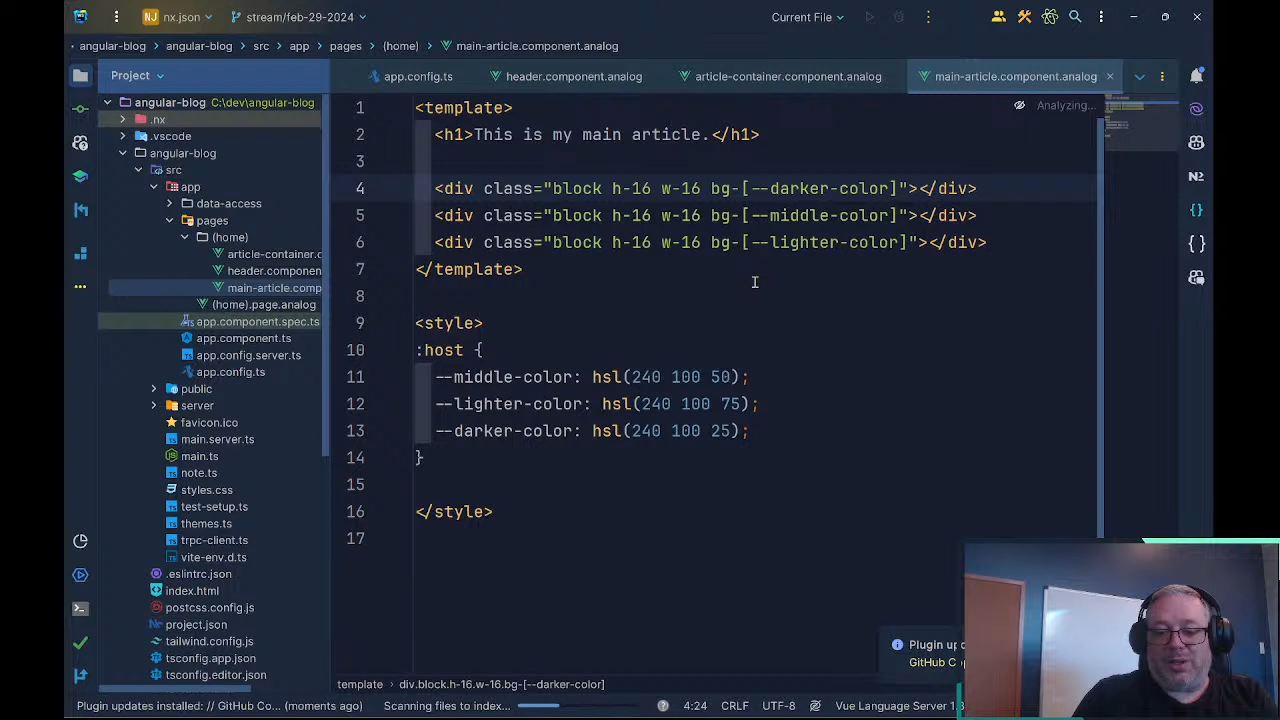 nx.json
stream/feb-29-2024
Current File
angular-blog
angular-blog
src
app
pages
(home)
main-article.component.analog
Project
app.config.ts
header.component.analog
article-container.component.analog
main-article.component.analog
angular-blog C:\dev\angular-blog
.nx
.vscode
angular-blog
src
app
data-access
pages
(home)
article-container.c
header.componen
main-article.comp
(home).page.analog
app.component.spec.ts
app.component.ts
app.config.server.ts
app.config.ts
public
server
favicon.ico
main.server.ts
main.ts
note.ts
styles.css
test-setup.ts
themes.ts
trpc-client.ts
vite-env.d.ts
.eslintrc.json
index.html
postcss.config.js
project.json
tailwind.config.js
tsconfig.app.json
tsconfig.editor.json
Analyzing...
1 <template>
2 <h1>This is my main article.</h1>
3
4 <div class="block h-16 w-16 bg-[--darker-color]"></div>
5 <div class="block h-16 w-16 bg-[--middle-color]"></div>
6 <div class="block h-16 w-16 bg-[--lighter-color]"></div>
7 </template>
8
9 <style>
10 :host {
11 --middle-color: hsl(240 100 50);
12 --lighter-color: hsl(240 100 75);
13 --darker-color: hsl(240 100 25);
14 }
15
16 </style>
17
Plugin up
GitHub Co
template
div.block.h-16.w-16.bg-[--darker-color]
Plugin updates installed: // GitHub Co... (moments ago)
Scanning files to index...
4:24
CRLF
UTF-8
Vue Language Server 1.8